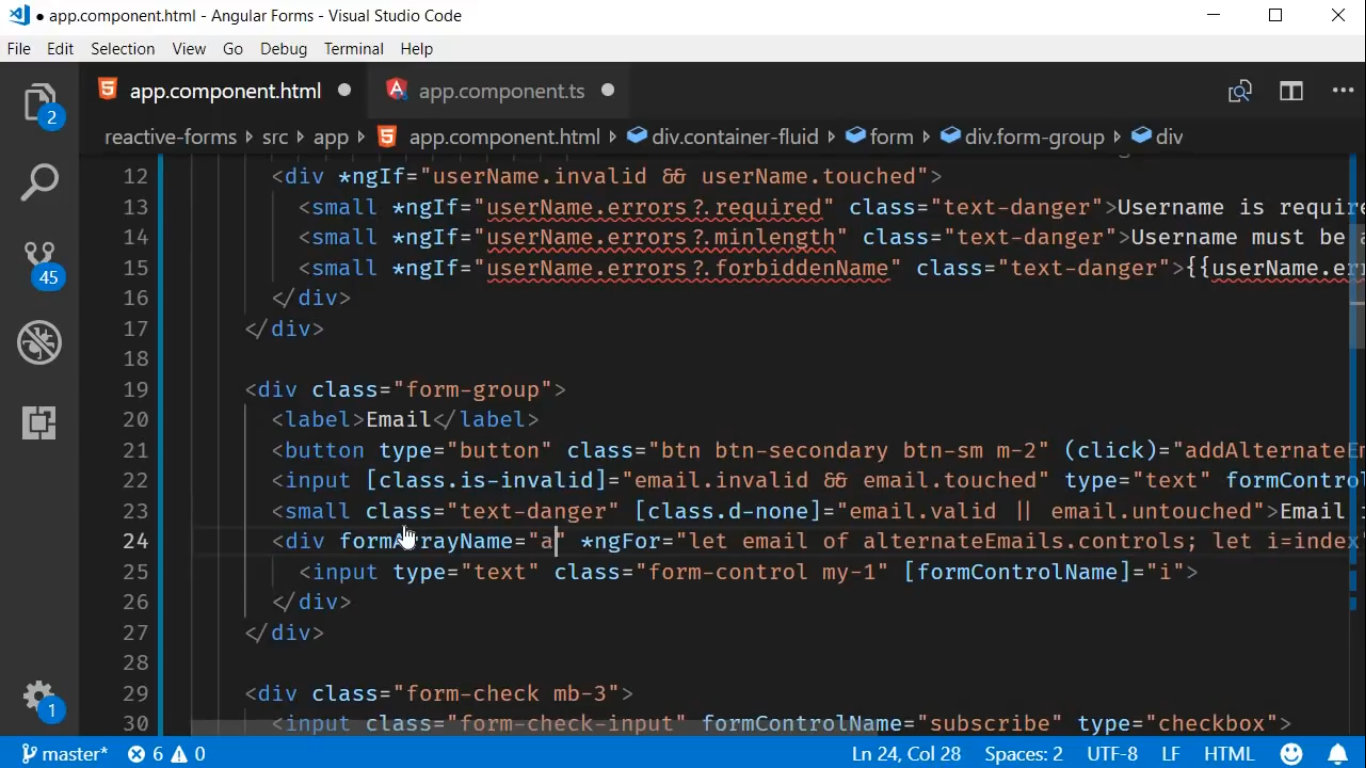 app.component.html - Angular Forms - Visual Studio Code
File Edit Selection View Go Debug Terminal Help
app.component.html app.component.ts
2
reactive-forms src app app.component.html div.container-fluid form div.form-group div
12 <div *ngIf="userName.invalid && userName.touched">
13 <small *ngIf="userName.errors?.required" class="text-danger">Username is require
14 <small *ngIf="userName.errors?.minlength" class="text-danger">Username must be a
15 <small *ngIf="userName.errors?.forbiddenName" class="text-danger">{{userName.err
45
16 </div>
17 </div>
18
19 <div class="form-group">
20 <label>Email</label>
21 <button type="button" class="btn btn-secondary btn-sm m-2" (click)="addAlternateEm
22 <input [class.is-invalid]="email.invalid && email.touched" type="text" formControl
23 <small class="text-danger" [class.d-none]="email.valid || email.untouched">Email i
24 <div formArrayName="a" *ngFor="let email of alternateEmails.controls; let i=index"
25 <input type="text" class="form-control my-1" [formControlName]="i">
26 </div>
27 </div>
28
29 <div class="form-check mb-3">
30 <input class="form-check-input" formControlName="subscribe" type="checkbox">
1
master* 6 0 Ln 24, Col 28 Spaces: 2 UTF-8 LF HTML